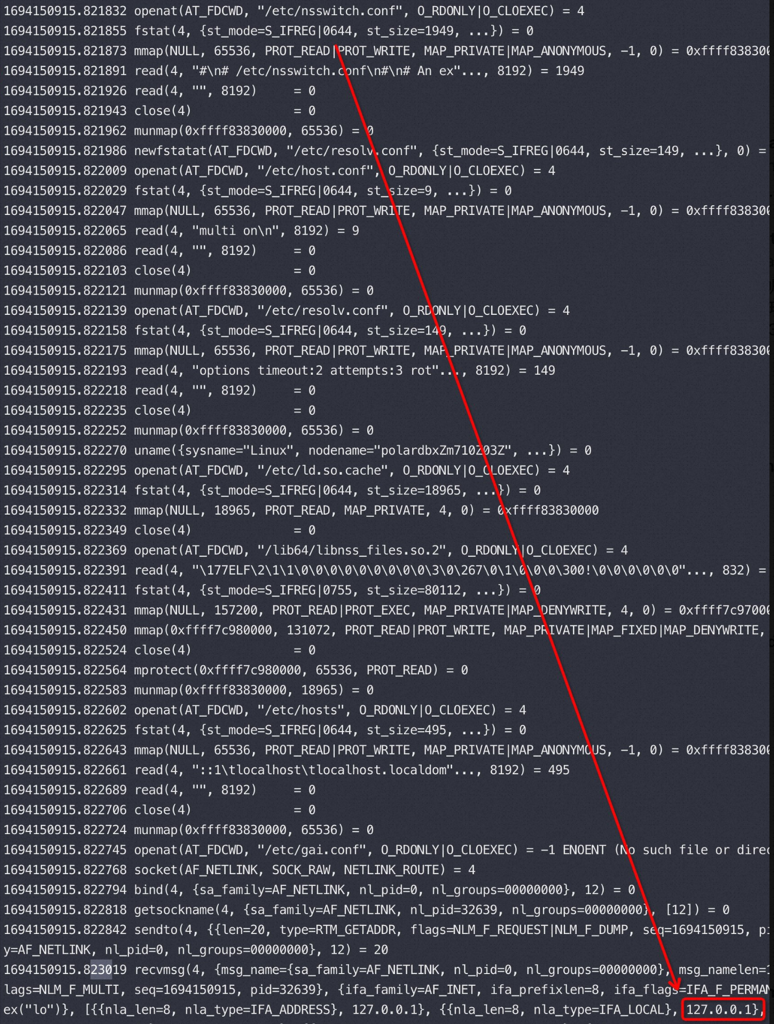 1694150915.821832 openat(AT_FDCWD, "/etc/nsswitch.conf", O_RDONLY|O_CLOEXEC) = 4
1694150915.821855 fstat(4, {st_mode=S_IFREG|0644, st_size=1949, ...}) = 0
1694150915.821873 mmap(NULL, 65536, PROT_READ|PROT_WRITE, MAP_PRIVATE|MAP_ANONYMOUS, -1, 0) = 0xffff838300
1694150915.821891 read(4, "#\n# /etc/nsswitch.conf\n#\n# An ex"..., 8192) = 1949
1694150915.821926 read(4, "", 8192)     = 0
1694150915.821943 close(4)               = 0
1694150915.821962 munmap(0xffff83830000, 65536) = 0
1694150915.821986 newfstatat(AT_FDCWD, "/etc/resolv.conf", {st_mode=S_IFREG|0644, st_size=149, ...}, 0) =
1694150915.822009 openat(AT_FDCWD, "/etc/host.conf", O_RDONLY|O_CLOEXEC) = 4
1694150915.822029 fstat(4, {st_mode=S_IFREG|0644, st_size=9, ...}) = 0
1694150915.822047 mmap(NULL, 65536, PROT_READ|PROT_WRITE, MAP_PRIVATE|MAP_ANONYMOUS, -1, 0) = 0xffff838300
1694150915.822065 read(4, "multi on\n", 8192) = 9
1694150915.822086 read(4, "", 8192)     = 0
1694150915.822103 close(4)               = 0
1694150915.822121 munmap(0xffff83830000, 65536) = 0
1694150915.822139 openat(AT_FDCWD, "/etc/resolv.conf", O_RDONLY|O_CLOEXEC) = 4
1694150915.822158 fstat(4, {st_mode=S_IFREG|0644, st_size=149, ...}) = 0
1694150915.822175 mmap(NULL, 65536, PROT_READ|PROT_WRITE, MAP_PRIVATE|MAP_ANONYMOUS, -1, 0) = 0xffff838300
1694150915.822193 read(4, "options timeout:2 attempts:3 rot"..., 8192) = 149
1694150915.822218 read(4, "", 8192)     = 0
1694150915.822235 close(4)               = 0
1694150915.822252 munmap(0xffff83830000, 65536) = 0
1694150915.822270 uname({sysname="Linux", nodename="polardbxZm710203Z", ...}) = 0
1694150915.822295 openat(AT_FDCWD, "/etc/ld.so.cache", O_RDONLY|O_CLOEXEC) = 4
1694150915.822314 fstat(4, {st_mode=S_IFREG|0644, st_size=18965, ...}) = 0
1694150915.822332 mmap(NULL, 18965, PROT_READ, MAP_PRIVATE, 4, 0) = 0xffff83830000
1694150915.822349 close(4)               = 0
1694150915.822369 openat(AT_FDCWD, "/lib64/libnss_files.so.2", O_RDONLY|O_CLOEXEC) = 4
1694150915.822391 read(4, "\177ELF\2\1\1\0\0\0\0\0\0\0\0\0\3\0\267\0\1\0\0\0\300!\0\0\0\0\0\0"..., 832) =
1694150915.822411 fstat(4, {st_mode=S_IFREG|0755, st_size=80112, ...}) = 0
1694150915.822431 mmap(NULL, 157200, PROT_READ|PROT_EXEC, MAP_PRIVATE|MAP_DENYWRITE, 4, 0) = 0xffff7c97000
1694150915.822450 mmap(0xffff7c980000, 131072, PROT_READ|PROT_WRITE, MAP_PRIVATE|MAP_FIXED|MAP_DENYWRITE,
1694150915.822524 close(4)               = 0
1694150915.822564 mprotect(0xffff7c980000, 65536, PROT_READ) = 0
1694150915.822583 munmap(0xffff83830000, 18965) = 0
1694150915.822602 openat(AT_FDCWD, "/etc/hosts", O_RDONLY|O_CLOEXEC) = 4
1694150915.822625 fstat(4, {st_mode=S_IFREG|0644, st_size=495, ...}) = 0
1694150915.822643 mmap(NULL, 65536, PROT_READ|PROT_WRITE, MAP_PRIVATE|MAP_ANONYMOUS, -1, 0) = 0xffff838300
1694150915.822661 read(4, "::1\tlocalhost\tlocalhost.localdom"..., 8192) = 495
1694150915.822689 read(4, "", 8192)     = 0
1694150915.822706 close(4)               = 0
1694150915.822724 munmap(0xffff83830000, 65536) = 0
1694150915.822745 openat(AT_FDCWD, "/etc/gai.conf", O_RDONLY|O_CLOEXEC) = -1 ENOENT (No such file or direc
1694150915.822768 socket(AF_NETLINK, SOCK_RAW, NETLINK_ROUTE) = 4
1694150915.822794 bind(4, {sa_family=AF_NETLINK, nl_pid=0, nl_groups=00000000}, 12) = 0
1694150915.822818 getsockname(4, {sa_family=AF_NETLINK, nl_pid=32639, nl_groups=00000000}, [12]) = 0
1694150915.822842 sendto(4, {{len=20, type=RTM_GETADDR, flags=NLM_F_REQUEST|NLM_F_DUMP, seq=1694150915, pi
y=AF_NETLINK, nl_pid=0, nl_groups=00000000}, 12) = 20
1694150915.823019 recvmsg(4, {msg_name={sa_family=AF_NETLINK, nl_pid=0, nl_groups=00000000}, msg_namelen=1
lags=NLM_F_MULTI, seq=1694150915, pid=32639}, {ifa_family=AF_INET, ifa_prefixlen=8, ifa_flags=IFA_F_PERMAN
ex("lo")}, [{{nla_len=8, nla_type=IFA_ADDRESS}, 127.0.0.1}, {{nla_len=8, nla_type=IFA_LOCAL}, 127.0.0.1},